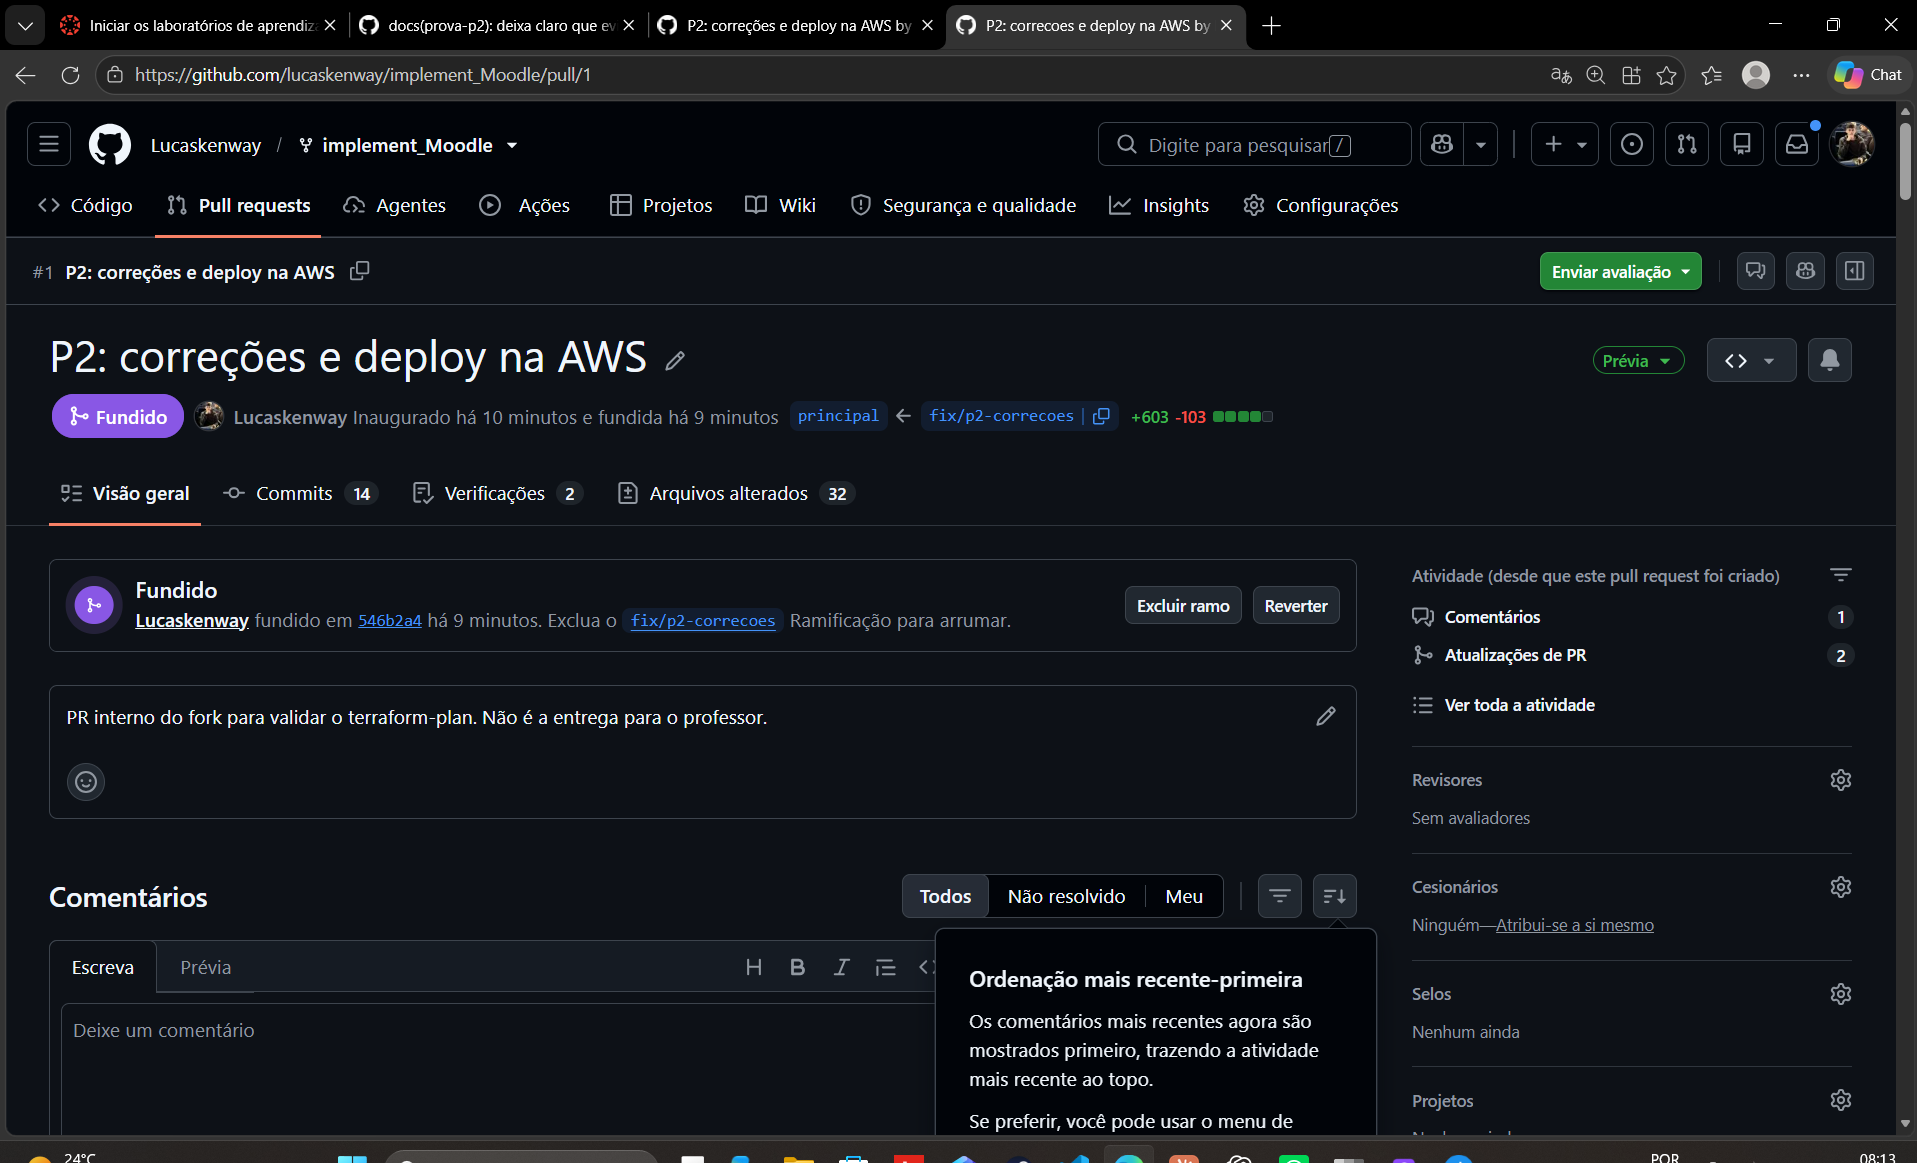 Iniciar os laboratórios de aprendiza
docs(prova-p2): deixa claro que ev
P2: correções e deploy na AWS by
P2: correcoes e deploy na AWS by
https://github.com/lucaskenway/implement_Moodle/pull/1
Chat
Lucaskenway / implement_Moodle
Digite para pesquisar /
Código
Pull requests
Agentes
Ações
Projetos
Wiki
Segurança e qualidade
Insights
Configurações
#1 P2: correções e deploy na AWS
Enviar avaliação
P2: correções e deploy na AWS
Prévia
Fundido
Lucaskenway Inaugurado há 10 minutos e fundida há 9 minutos
principal
fix/p2-correcoes
+603 -103
Visão geral
Commits 14
Verificações 2
Arquivos alterados 32
Fundido
Lucaskenway fundido em 546b2a4 há 9 minutos. Exclua o fix/p2-correcoes Ramificação para arrumar.
Excluir ramo
Reverter
PR interno do fork para validar o terraform-plan. Não é a entrega para o professor.
Comentários
Todos
Não resolvido
Meu
Escreva
Prévia
Deixe um comentário
Ordenação mais recente-primeira
Os comentários mais recentes agora são
mostrados primeiro, trazendo a atividade
mais recente ao topo.
Se preferir, você pode usar o menu de
Atividade (desde que este pull request foi criado)
Comentários 1
Atualizações de PR 2
Ver toda a atividade
Revisores
Sem avaliadores
Cesionários
Ninguém—Atribui-se a si mesmo
Selos
Nenhum ainda
Projetos
24°C
POR
08:13